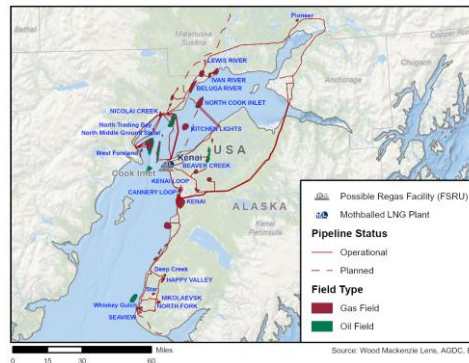 Bethel
Matanuska
Susitna
Pioneer
Copper River
Chugach
Anchorage
LEWIS RIVER
IVAN RIVER
BELUGA RIVER
NORTH COOK INLET
NICOLAI CREEK
North Trading Bay
North Middle Ground Shoal
KITCHEN LIGHTS
West Foreland
Kenai
USA
Cook Inlet
BEAVER CREEK
KENAI LOOP
CANNERY LOOP
KENAI
ALASKA
Kenai
Peninsula
Deep Creek
HAPPY VALLEY
Star
NIKOLAEVSK
Whiskey Gulch
NORTH FORK
SEAVIEW
Possible Regas Facility (FSRU)
Mothballed LNG Plant
Pipeline Status
Operational
Planned
Field Type
Gas Field
Oil Field
Miles
0 15 30 60
Source: Wood Mackenzie Lens, AGDC,